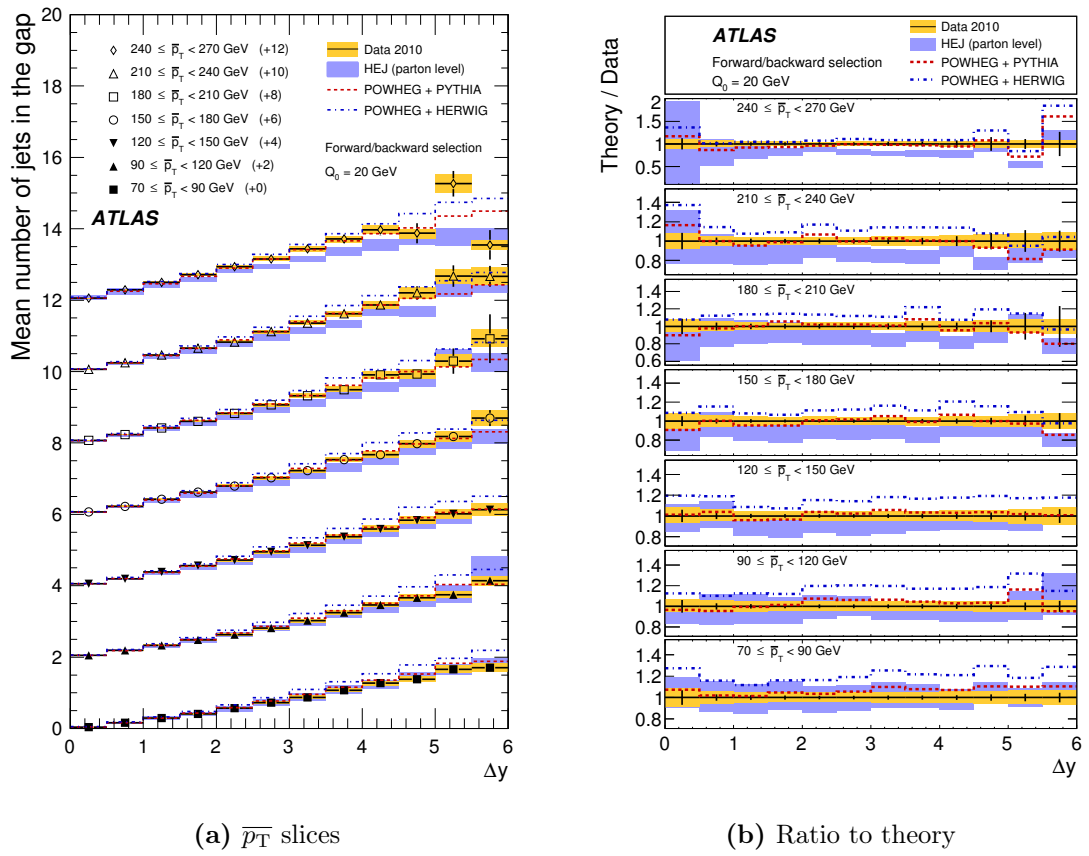 Mean number of jets in the gap
20
18
16
14
12
10
8
6
4
2
0
240 ≤ p̅T < 270 GeV (+12)
210 ≤ p̅T < 240 GeV (+10)
180 ≤ p̅T < 210 GeV (+8)
150 ≤ p̅T < 180 GeV (+6)
120 ≤ p̅T < 150 GeV (+4)
90 ≤ p̅T < 120 GeV (+2)
70 ≤ p̅T < 90 GeV (+0)
ATLAS
Data 2010
HEJ (parton level)
POWHEG + PYTHIA
POWHEG + HERWIG
Forward/backward selection
Q0 = 20 GeV
0 1 2 3 4 5 6
Δy
(a) p̅T slices
Theory / Data
ATLAS
Forward/backward selection
Q0 = 20 GeV
Data 2010
HEJ (parton level)
POWHEG + PYTHIA
POWHEG + HERWIG
240 ≤ p̅T < 270 GeV
2
1.5
1
0.5
210 ≤ p̅T < 240 GeV
1.4
1.2
1
0.8
180 ≤ p̅T < 210 GeV
1.4
1.2
1
0.8
0.6
150 ≤ p̅T < 180 GeV
1.4
1.2
1
0.8
120 ≤ p̅T < 150 GeV
1.4
1.2
1
0.8
90 ≤ p̅T < 120 GeV
1.4
1.2
1
0.8
70 ≤ p̅T < 90 GeV
1.4
1.2
1
0.8
0 1 2 3 4 5 6
Δy
(b) Ratio to theory